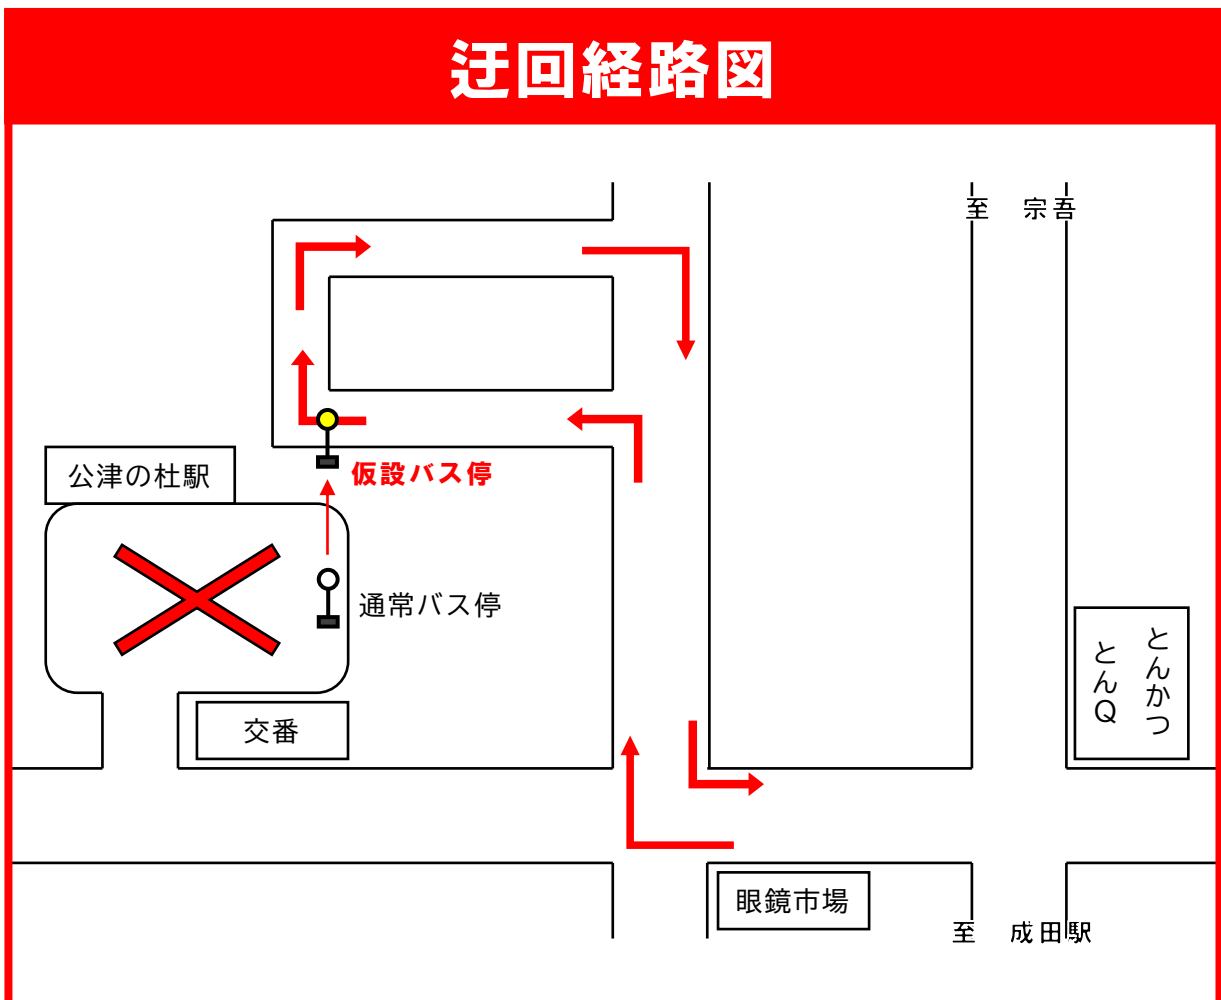 迂回経路図
至　宗吾
仮設バス停
公津の杜駅
通常バス停
とんかつ
とんQ
交番
眼鏡市場
至　成田駅